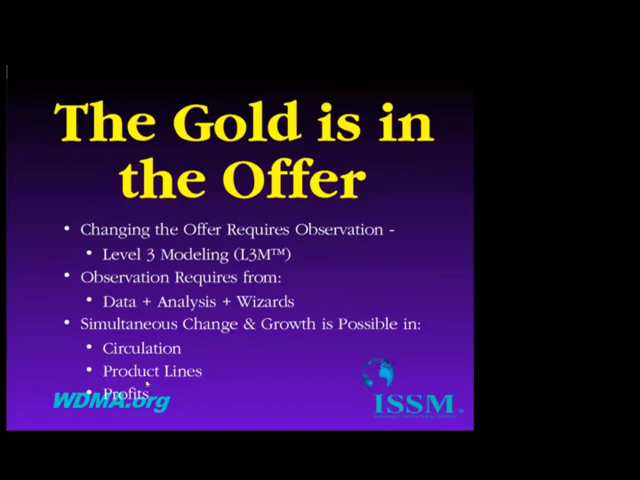 The Gold is in
the Offer
• Changing the Offer Requires Observation -
• Level 3 Modeling (L3M™)
• Observation Requires from:
• Data + Analysis + Wizards
• Simultaneous Change & Growth is Possible in:
• Circulation
• Product Lines
• Profits
WDMA.org
ISSM™